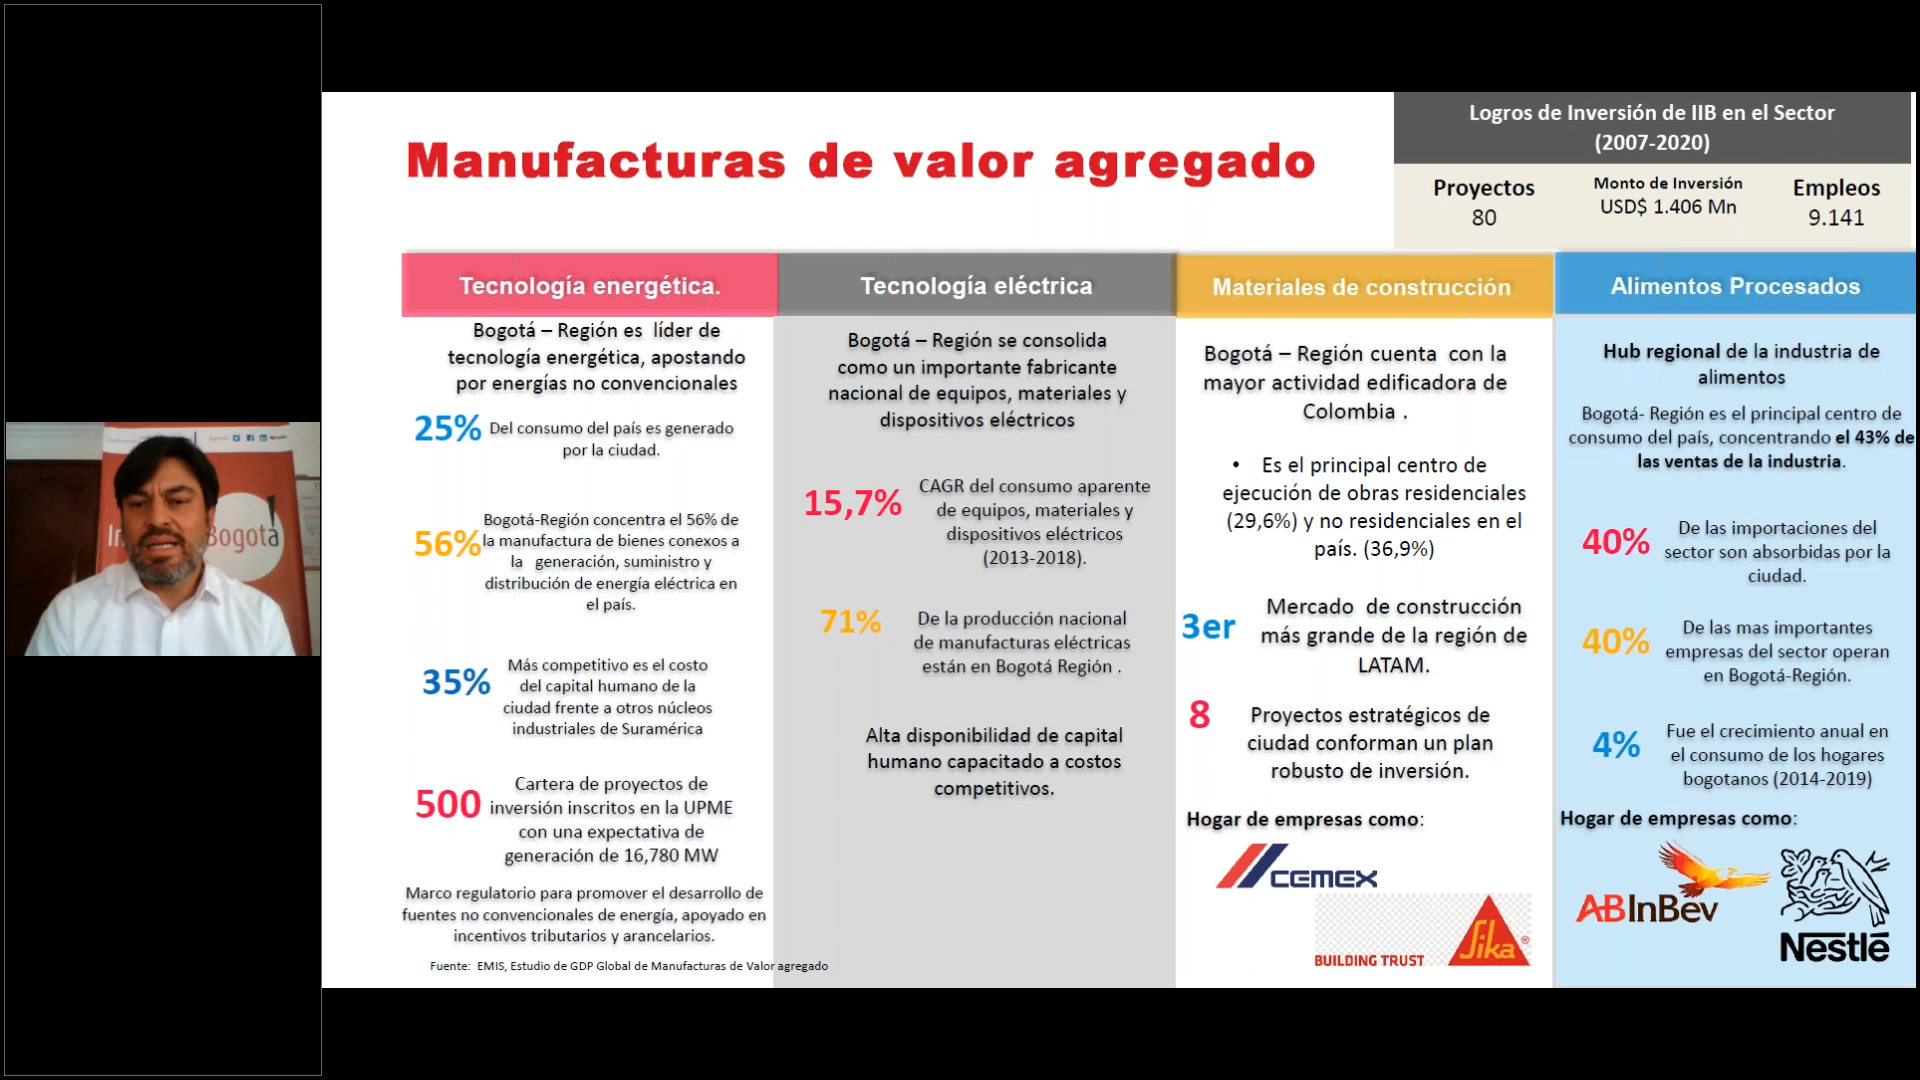 Manufacturas de valor agregado
Logros de Inversión de IIB en el Sector
(2007-2020)
Proyectos
80
Monto de Inversión
USD$ 1.406 Mn
Empleos
9.141
Tecnología energética.
Bogotá – Región es líder de
tecnología energética, apostando
por energías no convencionales
25%
Del consumo del país es generado
por la ciudad.
56%
Bogotá-Región concentra el 56% de
la manufactura de bienes conexos a
la generación, suministro y
distribución de energía eléctrica en
el país.
35%
Más competitivo es el costo
del capital humano de la
ciudad frente a otros núcleos
industriales de Suramérica
500
Cartera de proyectos de
inversión inscritos en la UPME
con una expectativa de
generación de 16,780 MW
Marco regulatorio para promover el desarrollo de
fuentes no convencionales de energía, apoyado en
incentivos tributarios y arancelarios.
Fuente: EMIS, Estudio de GDP Global de Manufacturas de Valor agregado
Tecnología eléctrica
Bogotá – Región se consolida
como un importante fabricante
nacional de equipos, materiales y
dispositivos eléctricos
15,7%
CAGR del consumo aparente
de equipos, materiales y
dispositivos eléctricos
(2013-2018).
71%
De la producción nacional
de manufacturas eléctricas
están en Bogotá Región .
Alta disponibilidad de capital
humano capacitado a costos
competitivos.
Materiales de construcción
Bogotá – Región cuenta con la
mayor actividad edificadora de
Colombia .
• Es el principal centro de
ejecución de obras residenciales
(29,6%) y no residenciales en el
país. (36,9%)
3er
Mercado de construcción
más grande de la región de
LATAM.
8
Proyectos estratégicos de
ciudad conforman un plan
robusto de inversión.
Hogar de empresas como:
CEMEX
BUILDING TRUST
Sika®
Alimentos Procesados
Hub regional de la industria de
alimentos
Bogotá- Región es el principal centro de
consumo del país, concentrando el 43% de
las ventas de la industria.
40%
De las importaciones del
sector son absorbidas por la
ciudad.
40%
De las mas importantes
empresas del sector operan
en Bogotá-Región.
4%
Fue el crecimiento anual en
el consumo de los hogares
bogotanos (2014-2019)
Hogar de empresas como:
ABInBev
Nestlé
In
Bogotá